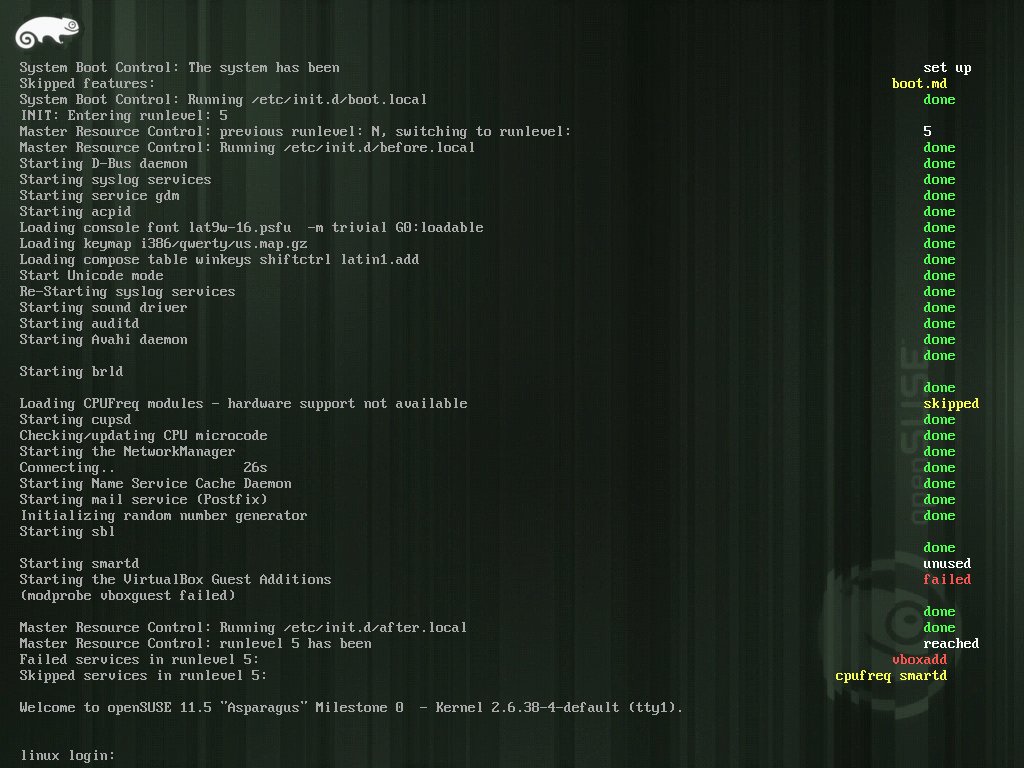 System Boot Control: The system has been set up
Skipped features: boot.md
System Boot Control: Running /etc/init.d/boot.local done
INIT: Entering runlevel: 5
Master Resource Control: previous runlevel: N, switching to runlevel: 5
Master Resource Control: Running /etc/init.d/before.local done
Starting D-Bus daemon done
Starting syslog services done
Starting service gdm done
Starting acpid done
Loading console font lat9w-16.psfu  -m trivial G0:loadable done
Loading keymap i386/qwerty/us.map.gz done
Loading compose table winkeys shiftctrl latin1.add done
Start Unicode mode done
Re-Starting syslog services done
Starting sound driver done
Starting auditd done
Starting Avahi daemon done
done
Starting brld
done
Loading CPUFreq modules - hardware support not available skipped
Starting cupsd done
Checking/updating CPU microcode done
Starting the NetworkManager done
Connecting.. 26s done
Starting Name Service Cache Daemon done
Starting mail service (Postfix) done
Initializing random number generator done
Starting sbl
done
Starting smartd unused
Starting the VirtualBox Guest Additions failed
(modprobe vboxguest failed)
done
Master Resource Control: Running /etc/init.d/after.local done
Master Resource Control: runlevel 5 has been reached
Failed services in runlevel 5: vboxadd
Skipped services in runlevel 5: cpufreq smartd
Welcome to openSUSE 11.5 "Asparagus" Milestone 0  - Kernel 2.6.38-4-default (tty1).
linux login:
openSUSE